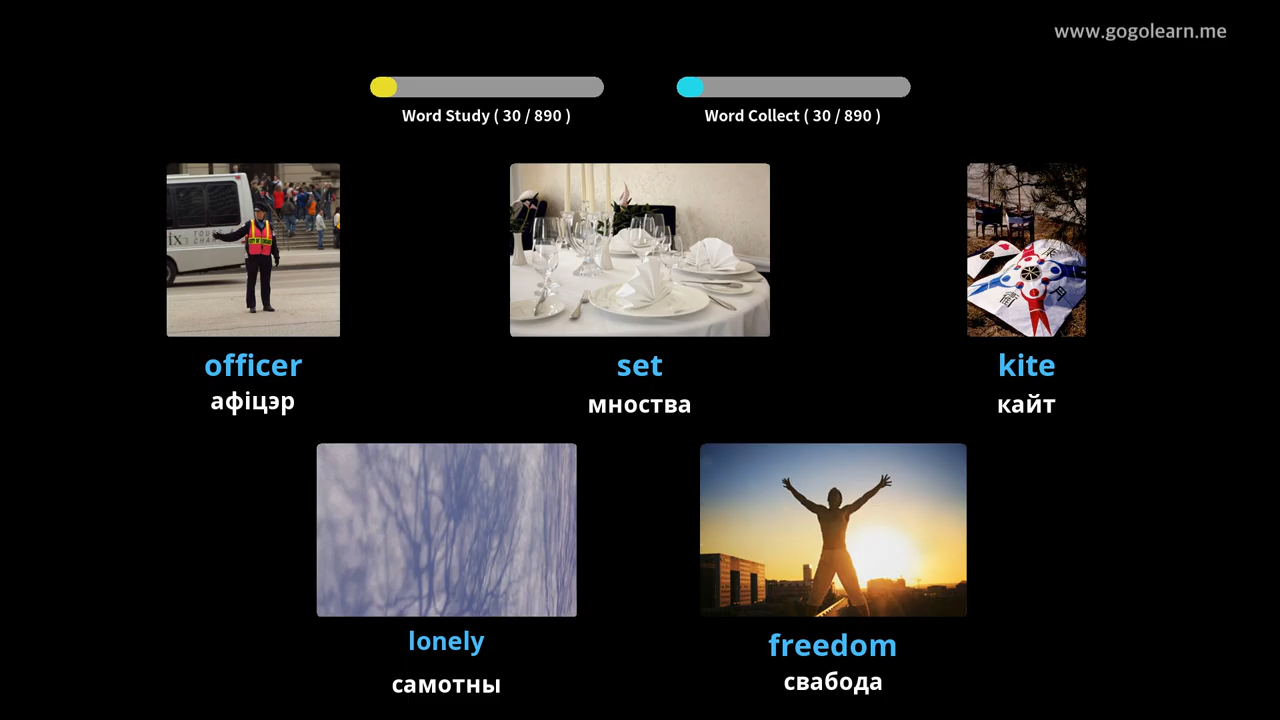 www.gogolearn.me
Word Study ( 30 / 890 )
Word Collect ( 30 / 890 )
officer
афіцэр
set
мноства
kite
кайт
lonely
самотны
freedom
свабода